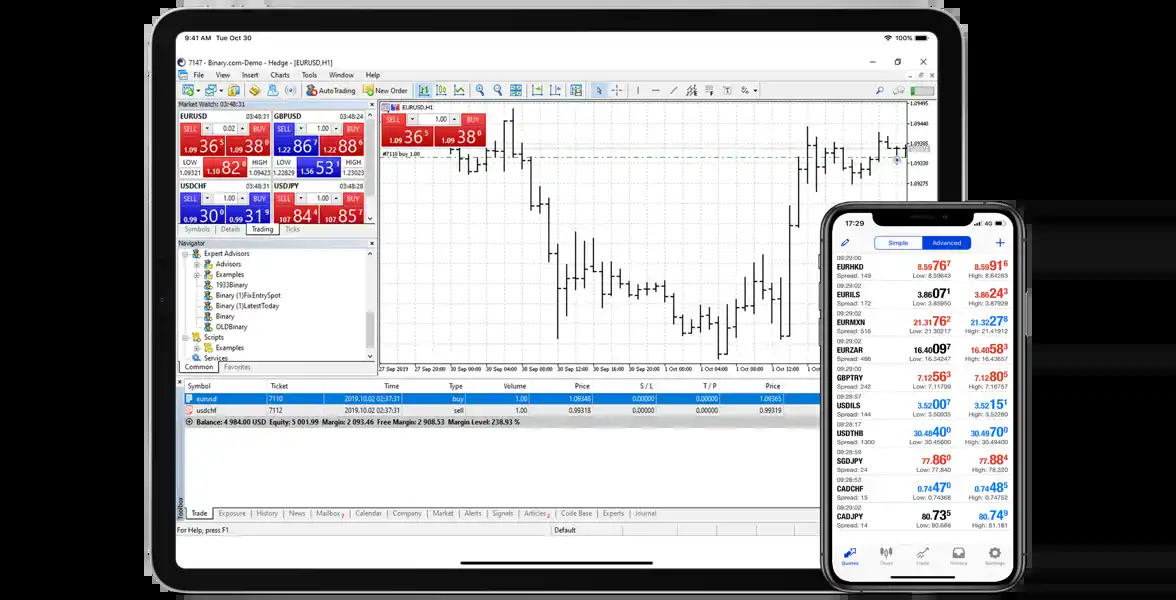 9:41 AM Tue Oct 30
100%
7147 - Binary.com-Demo - Hedge - [EURUSD,H1]
File View Insert Charts Tools Window Help
AutoTrading New Order
Market Watch: 03:48:31
EURUSD 03:48:31 GBPUSD 03:48:24
SELL 0.02 BUY SELL 1.00 BUY
1.09 36 5 1.09 38 0 1.22 86 7 1.22 88 6
LOW HIGH LOW HIGH
1.09321 1.10 82 1.09423 1.22829 1.56 53 1 1.23023
USDCHF 03:48:31 USDJPY 03:48:28
SELL 1.00 BUY SELL 1.00 BUY
0.99 30 0 0.99 31 9 107 84 4 107 85 7
Symbols Details Trading Ticks
Navigator
Expert Advisors
Advisors
Examples
1933Binary
Binary (1)FixEntrySpot
Binary (1)LatestToday
Binary
OLDBinary
Scripts
Examples
Services
Common Favorites
EURUSD,H1
SELL 1.00 BUY
1.09 36 5 1.09 38 0
#7110 buy 1.00
1.09495
1.09440
1.09385
1.09330
1.09275
27 Sep 2019 27 Sep 20:00 30 Sep 00:00 30 Sep 04:00 30 Sep 08:00 30 Sep 12:00 30 Sep 16:00 30 Sep 20:00 1 Oct 00:00 1 Oct 04:00 1 Oct 08:00 1 Oct 12:00 1 Oct
Symbol Ticket Time Type Volume Price S / L T / P Price
eurusd 7110 2019.10.02 02:37:31 buy 1.00 1.09346 0.00000 0.00000 1.09365
usdchf 7112 2019.10.02 02:37:31 sell 1.00 0.99318 0.00000 0.00000 0.99319
Balance: 4 984.00 USD Equity: 5 001.99 Margin: 2 093.46 Free Margin: 2 908.53 Margin Level: 238.93 %
Toolbox
Trade Exposure History News Mailbox 7 Calendar Company Market Alerts Signals Articles 2 Code Base Experts Journal
For Help, press F1 Default
17:29 4G
Simple Advanced
09:29:00
EURHKD 8.59 76 7 8.59 91 6
Spread: 149 Low: 8.59643 High: 8.64263
09:29:02
EURILS 3.86 07 1 3.86 24 3
Spread: 172 Low: 3.85950 High: 3.87929
09:29:02
EURMXN 21.31 76 2 21.32 27 8
Spread: 516 Low: 21.30217 High: 21.41912
09:29:02
EURZAR 16.40 09 7 16.40 58 3
Spread: 486 Low: 16.34247 High: 16.43657
09:29:00
GBPTRY 7.12 56 3 7.12 80 5
Spread: 242 Low: 7.11799 High: 7.16757
09:28:57
USDILS 3.52 00 7 3.52 15 1
Spread: 144 Low: 3.50935 High: 3.52280
09:28:17
USDTHB 30.48 40 0 30.49 70 0
Spread: 1300 Low: 30.45600 High: 30.49400
09:28:59
SGDJPY 77. 86 0 77. 88 4
Spread: 24 Low: 77.840 High: 78.320
09:28:53
CADCHF 0.74 47 0 0.74 48 5
Spread: 15 Low: 0.74368 High: 0.74752
09:29:02
CADJPY 80. 73 5 80. 74 9
Spread: 14 Low: 80.668 High: 81.181
Quotes Chart Trade History Settings